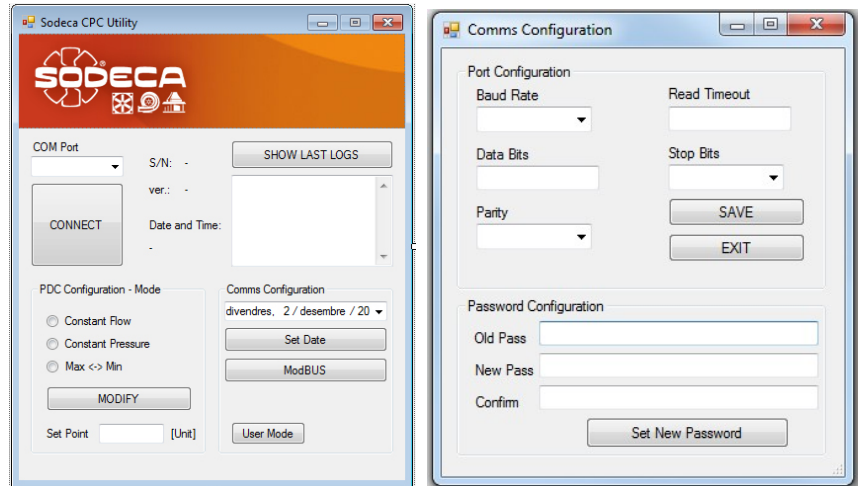 Sodeca CPC Utility
SODECA
COM Port
S/N: -
SHOW LAST LOGS
ver.: -
CONNECT
Date and Time:
-
PDC Configuration - Mode
Constant Flow
Constant Pressure
Max <-> Min
MODIFY
Set Point
[Unit]
Comms Configuration
divendres, 2 / desembre / 20
Set Date
ModBUS
User Mode
Comms Configuration
Port Configuration
Baud Rate
Read Timeout
Data Bits
Stop Bits
Parity
SAVE
EXIT
Password Configuration
Old Pass
New Pass
Confirm
Set New Password